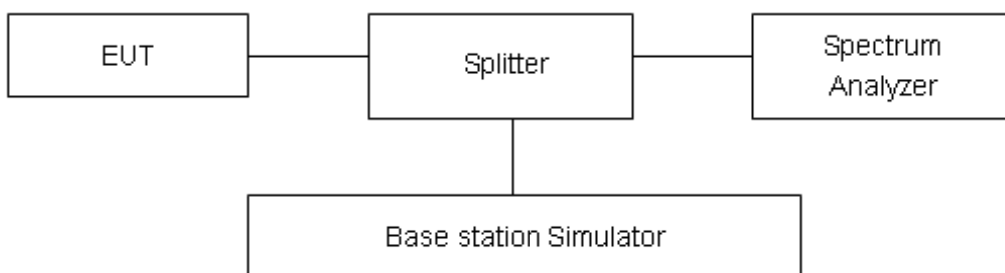 EUT
Splitter
Spectrum
Analyzer
Base station Simulator